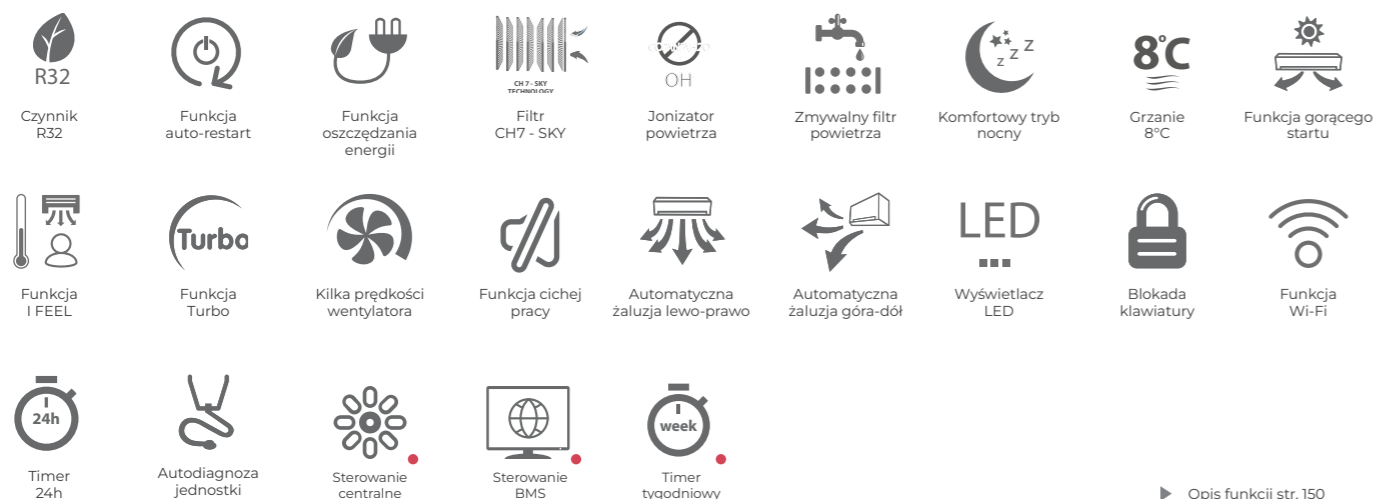 R32
Czynnik
R32
Funkcja
auto-restart
Funkcja
oszczędzania
energii
CH 7 - SKY
TECHNOLOGY
Filtr
CH7 - SKY
OH
Jonizator
powietrza
Zmywalny filtr
powietrza
z z Z
Komfortowy tryb
nocny
8°C
Grzanie
8°C
Funkcja gorącego
startu
Funkcja
I FEEL
Turbo
Funkcja
Turbo
Kilka prędkości
wentylatora
Funkcja cichej
pracy
Automatyczna
żaluzja lewo-prawo
Automatyczna
żaluzja góra-dół
LED
Wyświetlacz
LED
Blokada
klawiatury
Funkcja
Wi-Fi
24h
Timer
24h
Autodiagnoza
jednostki
Sterowanie
centralne
Sterowanie
BMS
week
Timer
tygodniowy
Opis funkcji str. 150